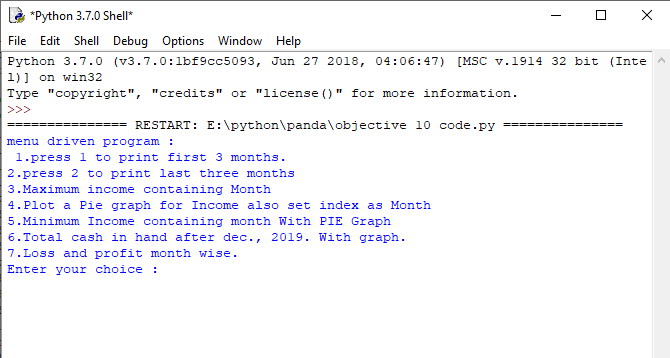 *Python 3.7.0 Shell*
File Edit Shell Debug Options Window Help
Python 3.7.0 (v3.7.0:1bf9cc5093, Jun 27 2018, 04:06:47) [MSC v.1914 32 bit (Inte
l)] on win32
Type "copyright", "credits" or "license()" for more information.
>>>
=============== RESTART: E:\python\panda\objective 10 code.py ===============
menu driven program :
 1.press 1 to print first 3 months.
2.press 2 to print last three months
3.Maximum income containing Month
4.Plot a Pie graph for Income also set index as Month
5.Minimum Income containing month With PIE Graph
6.Total cash in hand after dec., 2019. With graph.
7.Loss and profit month wise.
Enter your choice :